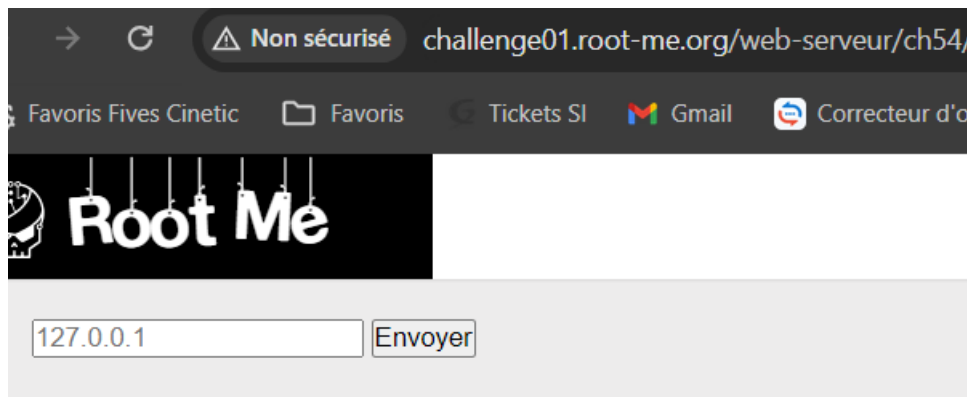 Non sécurisé challenge01.root-me.org/web-serveur/ch54/
Favoris Fives Cinetic Favoris Tickets SI Gmail Correcteur d'o
Root Me
127.0.0.1 Envoyer